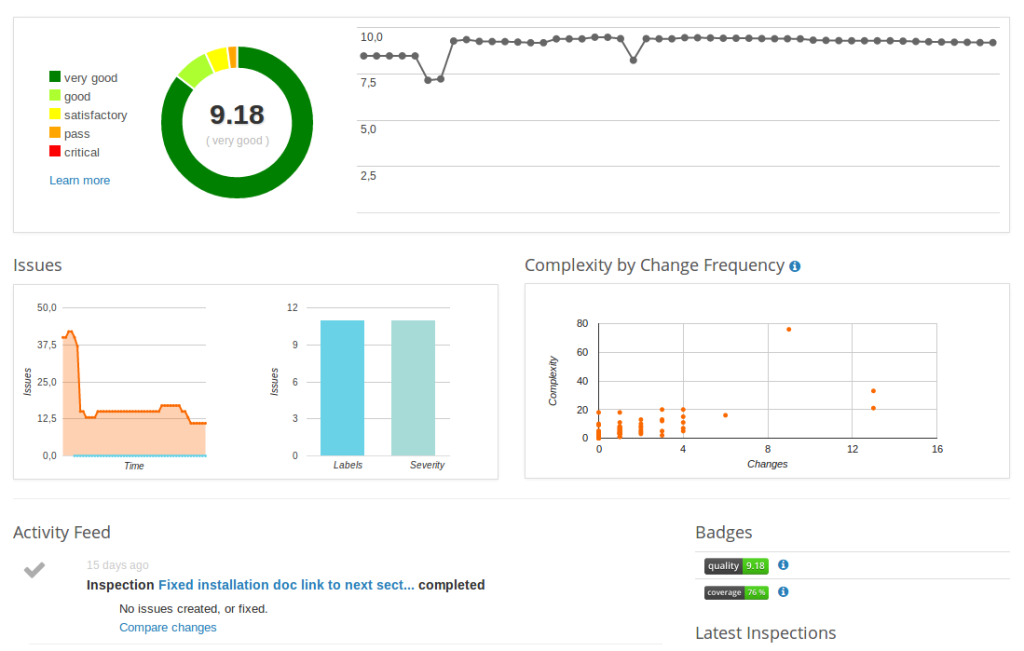 very good
good
satisfactory
pass
critical
Learn more
9.18
( very good )
10,0
7,5
5,0
2,5
Issues
50,0
37,5
25,0
12,5
0,0
Issues
Time
12
9
6
3
0
Issues
Labels Severity
Complexity by Change Frequency
80
60
40
20
0
Complexity
0 4 8 12 16
Changes
Activity Feed
15 days ago
Inspection Fixed installation doc link to next sect... completed
No issues created, or fixed.
Compare changes
Badges
quality 9.18
coverage 76 %
Latest Inspections